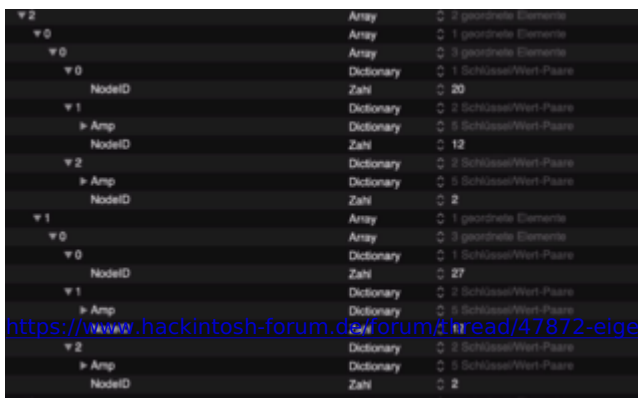 ▼2 Array 2 geordnete Elemente
▼0 Array 1 geordnete Elemente
▼0 Array 3 geordnete Elemente
▼0 Dictionary 1 Schlüssel/Wert-Paare
NodeID Zahl 20
▼1 Dictionary 2 Schlüssel/Wert-Paare
▶ Amp Dictionary 5 Schlüssel/Wert-Paare
NodeID Zahl 12
▼2 Dictionary 2 Schlüssel/Wert-Paare
▶ Amp Dictionary 5 Schlüssel/Wert-Paare
NodeID Zahl 2
▼1 Array 1 geordnete Elemente
▼0 Array 3 geordnete Elemente
▼0 Dictionary 1 Schlüssel/Wert-Paare
NodeID Zahl 27
▼1 Dictionary 2 Schlüssel/Wert-Paare
▶ Amp Dictionary 5 Schlüssel/Wert-Paare
https://www.hackintosh-forum.de/forum/thread/47872-eige
▼2 Dictionary 2 Schlüssel/Wert-Paare
▶ Amp Dictionary 5 Schlüssel/Wert-Paare
NodeID Zahl 2